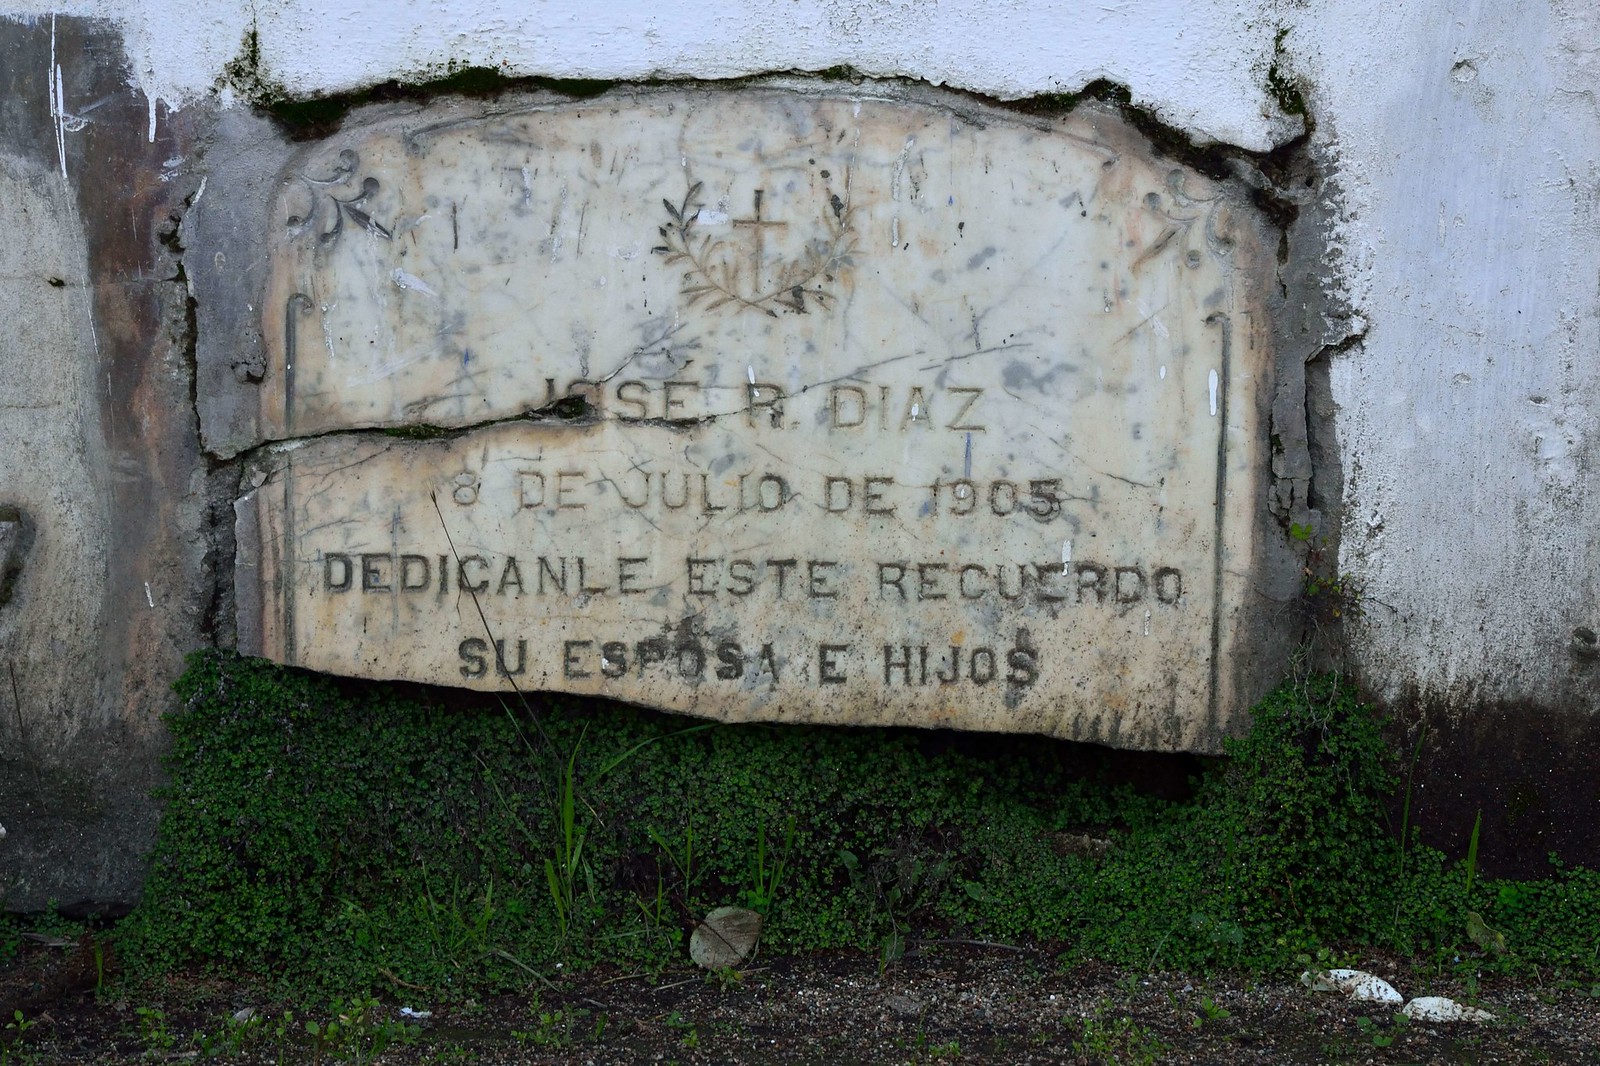 JOSE R. DIAZ
8 DE JULIO DE 1905
DEDICANLE ESTE RECUERDO
SU ESPOSA E HIJOS